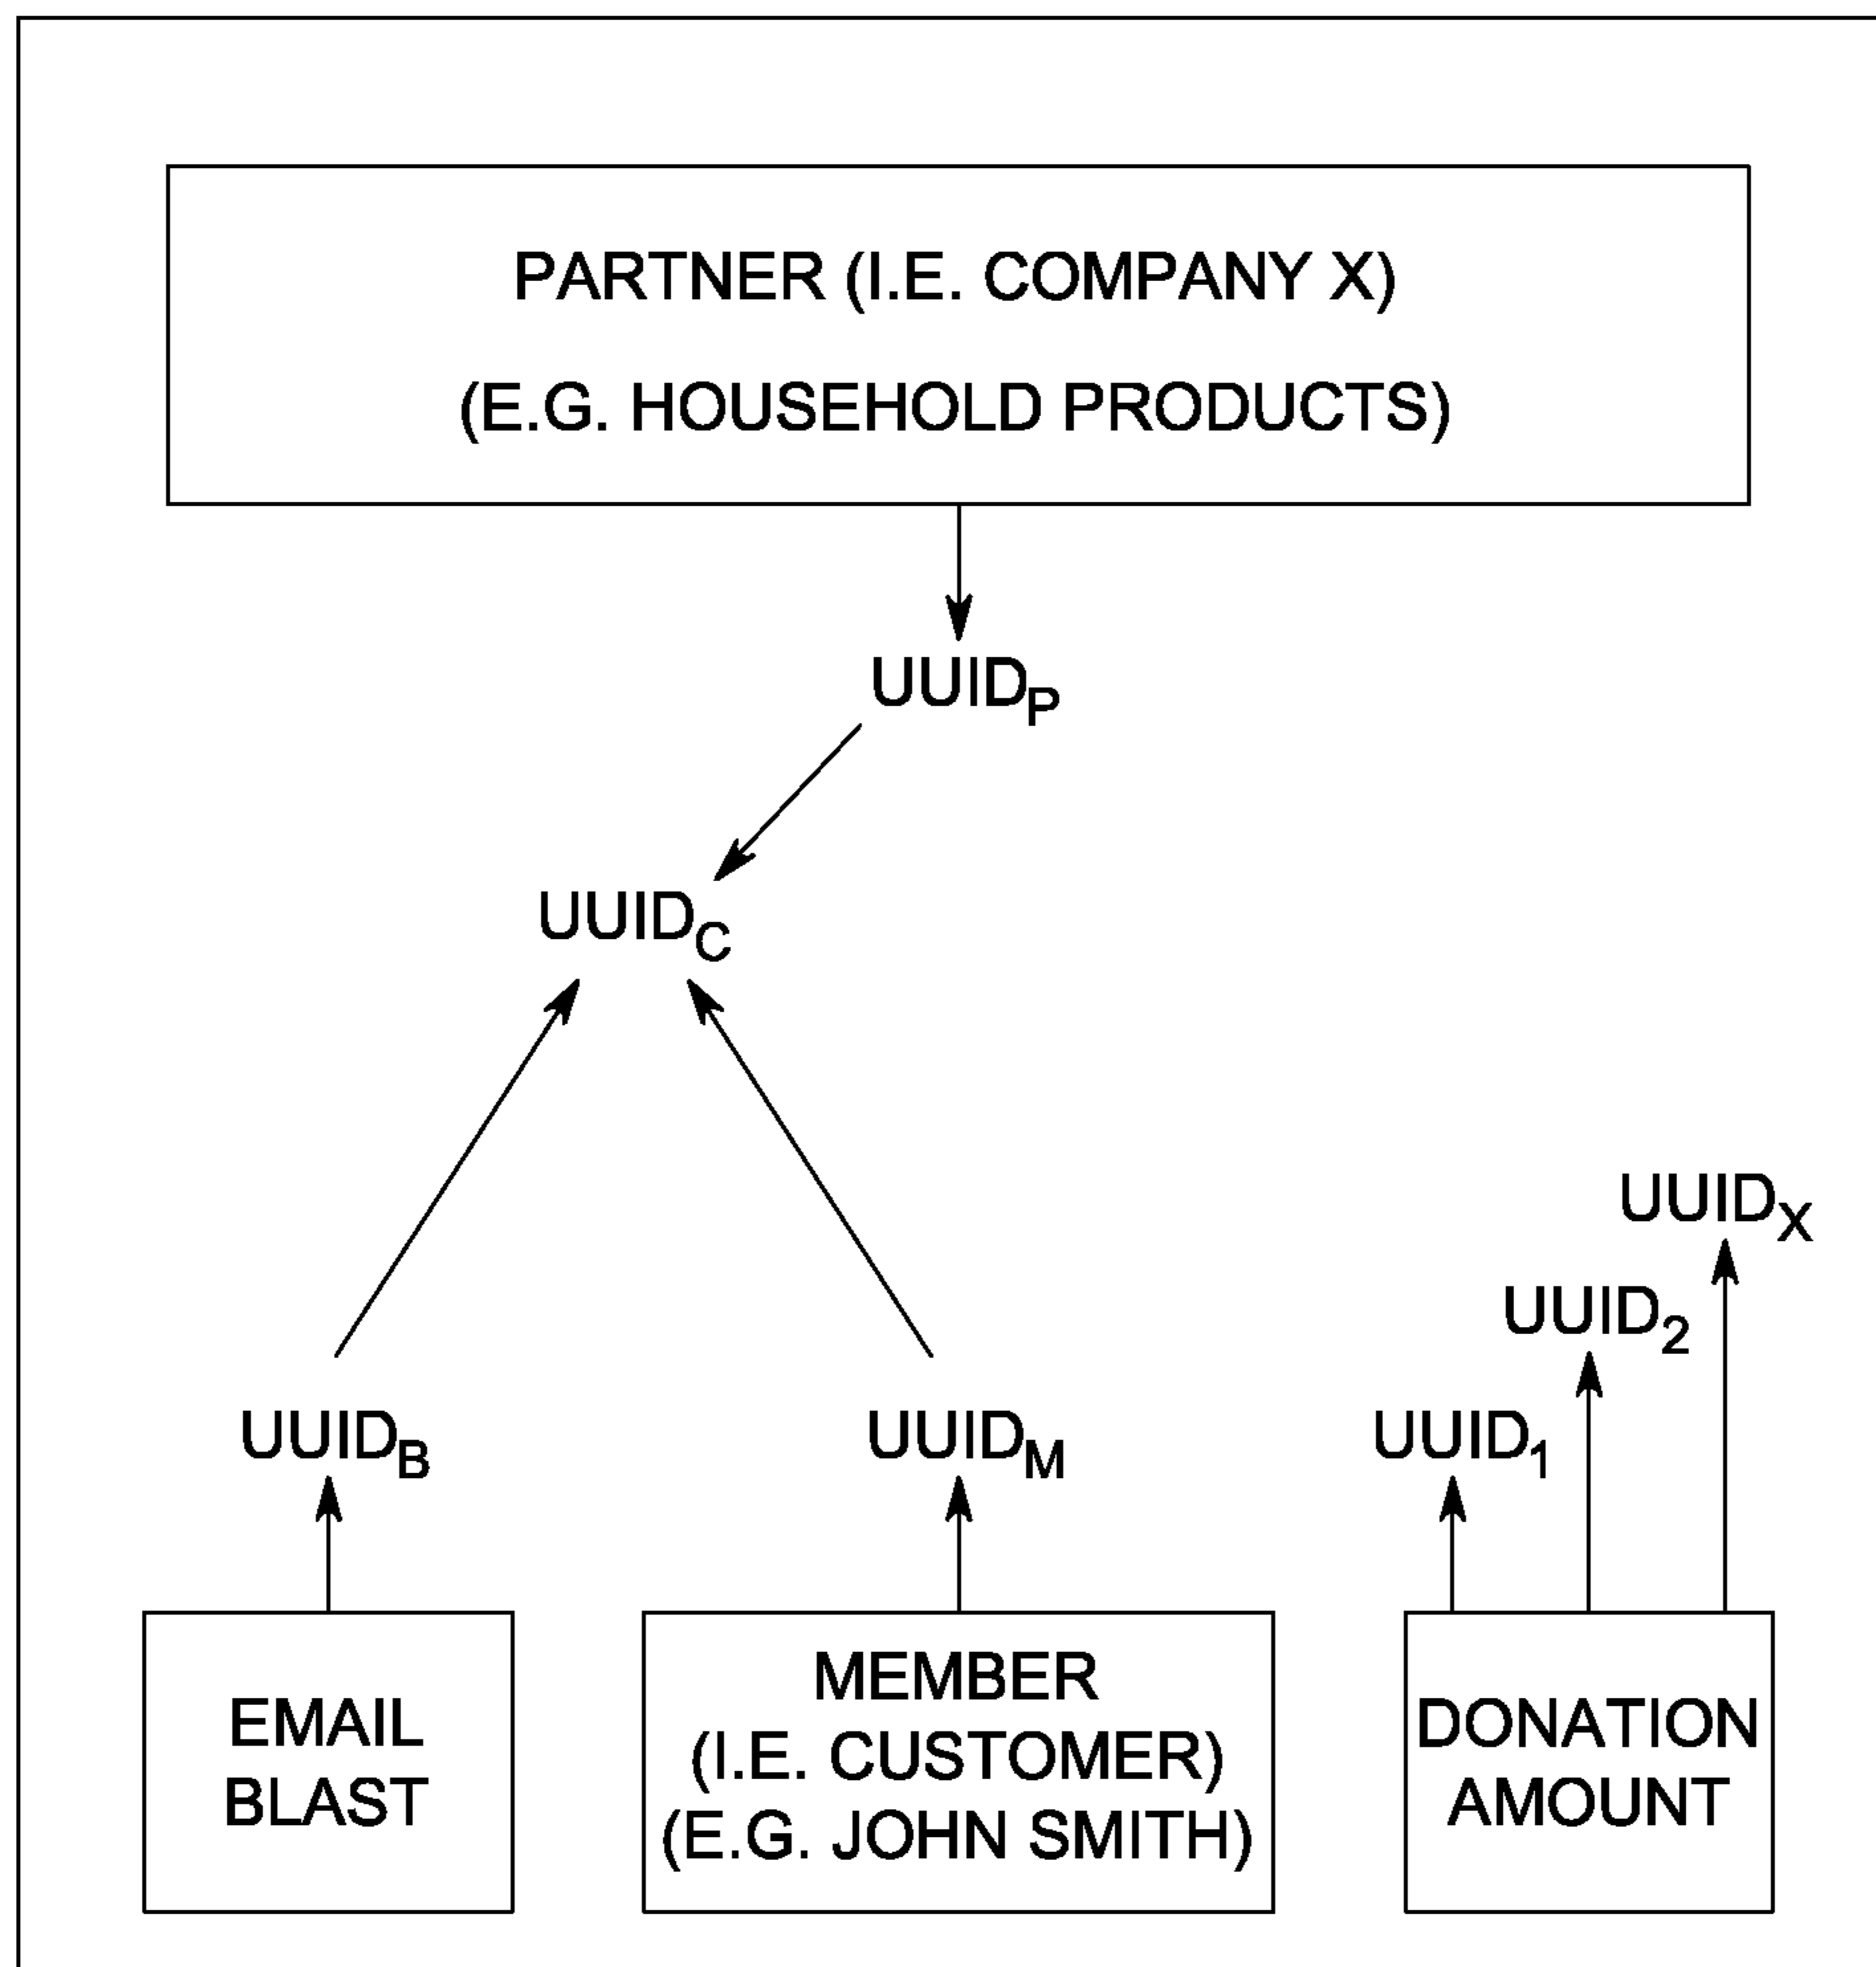 PARTNER (I.E. COMPANY X)
(E.G. HOUSEHOLD PRODUCTS)
UUIDP
UUIDC
UUIDX
UUID2
UUIDB
UUIDM
UUID1
EMAIL
BLAST
MEMBER
(I.E. CUSTOMER)
(E.G. JOHN SMITH)
DONATION
AMOUNT